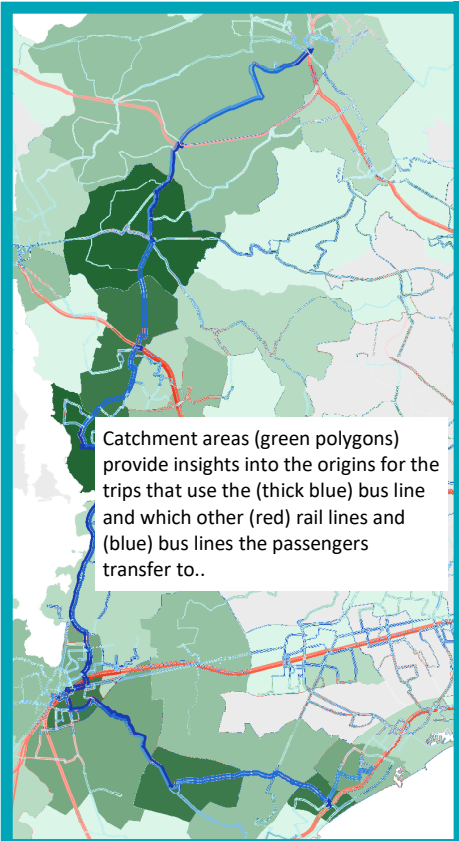 Catchment areas (green polygons)
provide insights into the origins for the
trips that use the (thick blue) bus line
and which other (red) rail lines and
(blue) bus lines the passengers
transfer to..